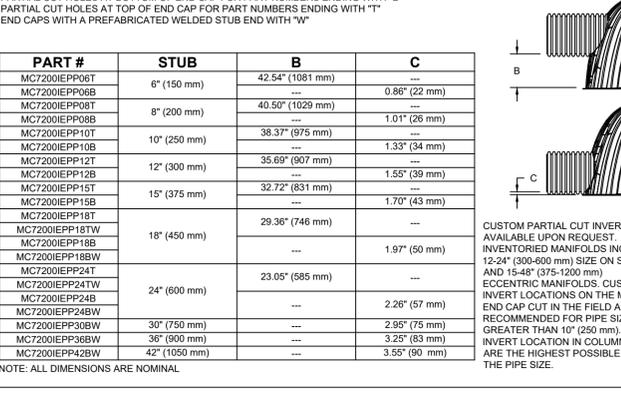 PARTIAL CUT HOLES AT TOP OF END CAP FOR PART NUMBERS ENDING WITH "T"
END CAPS WITH A PREFABRICATED WELDED STUB END WITH "W"
PART # STUB B C
MC7200IEPP06T 6" (150 mm) 42.54" (1081 mm) ---
MC7200IEPP06B --- 0.86" (22 mm)
MC7200IEPP08T 8" (200 mm) 40.50" (1029 mm) ---
MC7200IEPP08B --- 1.01" (26 mm)
MC7200IEPP10T 10" (250 mm) 38.37" (975 mm) ---
MC7200IEPP10B --- 1.33" (34 mm)
MC7200IEPP12T 12" (300 mm) 35.69" (907 mm) ---
MC7200IEPP12B --- 1.55" (39 mm)
MC7200IEPP15T 15" (375 mm) 32.72" (831 mm) ---
MC7200IEPP15B --- 1.70" (43 mm)
MC7200IEPP18T 18" (450 mm) 29.36" (746 mm) ---
MC7200IEPP18TW
MC7200IEPP18B --- 1.97" (50 mm)
MC7200IEPP18BW
MC7200IEPP24T 24" (600 mm) 23.05" (585 mm) ---
MC7200IEPP24TW
MC7200IEPP24B --- 2.26" (57 mm)
MC7200IEPP24BW
MC7200IEPP30BW 30" (750 mm) --- 2.95" (75 mm)
MC7200IEPP36BW 36" (900 mm) --- 3.25" (83 mm)
MC7200IEPP42BW 42" (1050 mm) --- 3.55" (90 mm)
NOTE: ALL DIMENSIONS ARE NOMINAL
B
C
CUSTOM PARTIAL CUT INVER
AVAILABLE UPON REQUEST.
INVENTORIED MANIFOLDS INC
12-24" (300-600 mm) SIZE ON S
AND 15-48" (375-1200 mm)
ECCENTRIC MANIFOLDS. CUS
INVERT LOCATIONS ON THE M
END CAP CUT IN THE FIELD A
RECOMMENDED FOR PIPE SIZ
GREATER THAN 10" (250 mm).
INVERT LOCATION IN COLUMN
ARE THE HIGHEST POSSIBLE
THE PIPE SIZE.